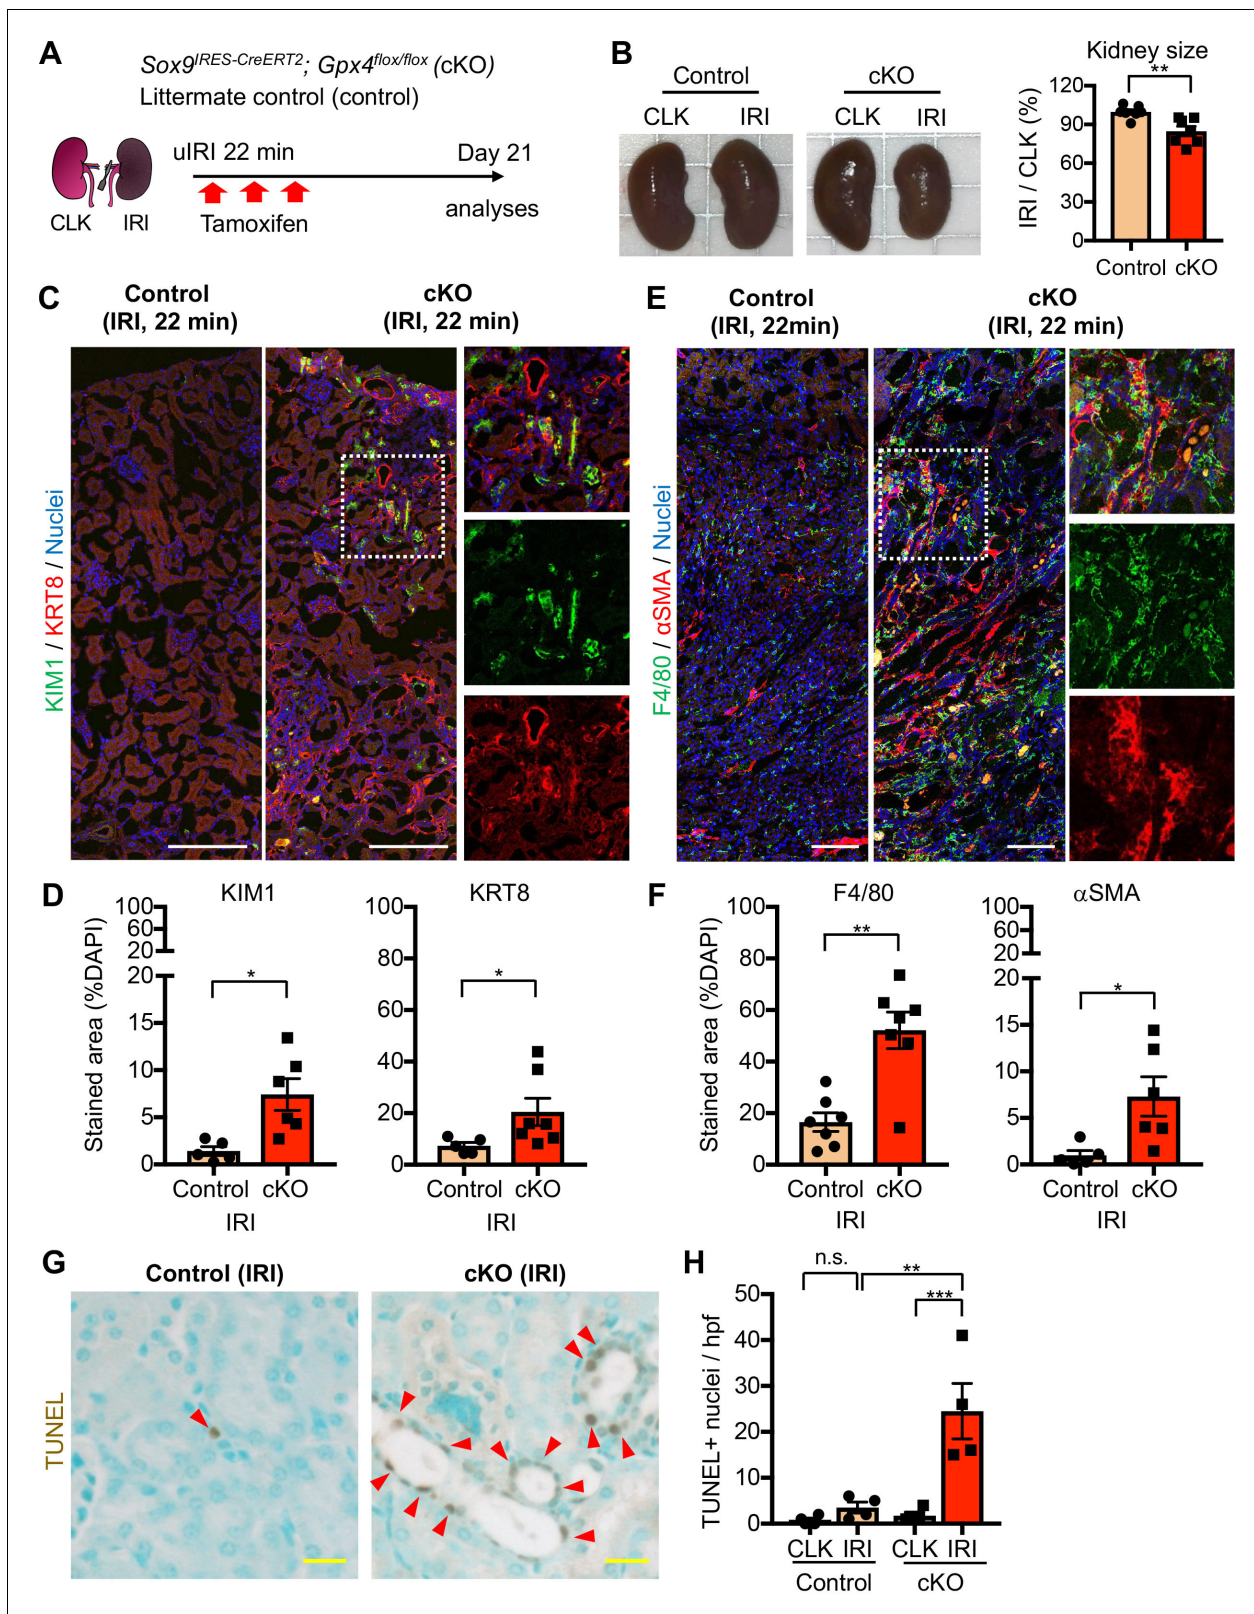 A
Sox9IRES-CreERT2; Gpx4flox/flox (cKO)
Littermate control (control)
uIRI 22 min
Day 21
Tamoxifen
analyses
CLK
IRI
B
Control
cKO
CLK
IRI
CLK
IRI
Kidney size
**
IRI / CLK (%)
120
90
60
30
0
Control
cKO
C
Control
(IRI, 22 min)
cKO
(IRI, 22 min)
KIM1 / KRT8 / Nuclei
E
Control
(IRI, 22min)
cKO
(IRI, 22 min)
F4/80 / αSMA / Nuclei
D
KIM1
Stained area (%DAPI)
100
60
20
20
15
10
5
0
*
Control
cKO
IRI
KRT8
100
80
60
40
20
0
*
Control
cKO
IRI
F
F4/80
Stained area (%DAPI)
100
80
60
40
20
0
**
Control
cKO
IRI
αSMA
100
60
20
20
15
10
5
0
*
Control
cKO
IRI
G
Control (IRI)
cKO (IRI)
TUNEL
H
n.s.
**
***
TUNEL+ nuclei / hpf
50
40
30
20
10
0
CLK
IRI
CLK
IRI
Control
cKO